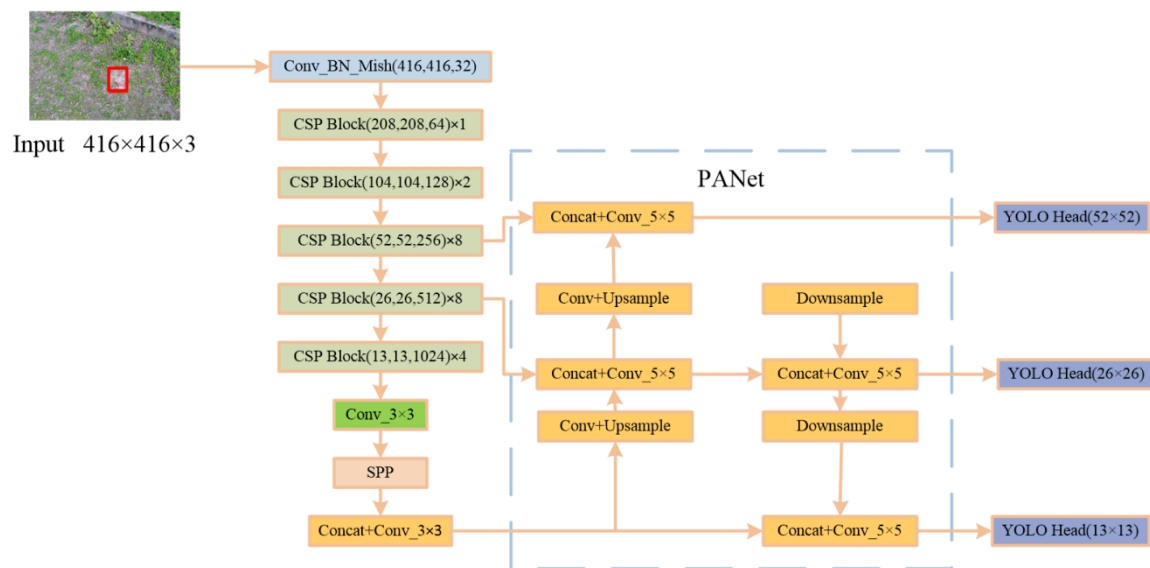 Input 416×416×3
Conv_BN_Mish(416,416,32)
CSP Block(208,208,64)×1
CSP Block(104,104,128)×2
CSP Block(52,52,256)×8
CSP Block(26,26,512)×8
CSP Block(13,13,1024)×4
Conv_3×3
SPP
Concat+Conv_3×3
PANet
Concat+Conv_5×5
Conv+Upsample
Downsample
Concat+Conv_5×5
Concat+Conv_5×5
Conv+Upsample
Downsample
Concat+Conv_5×5
YOLO Head(52×52)
YOLO Head(26×26)
YOLO Head(13×13)